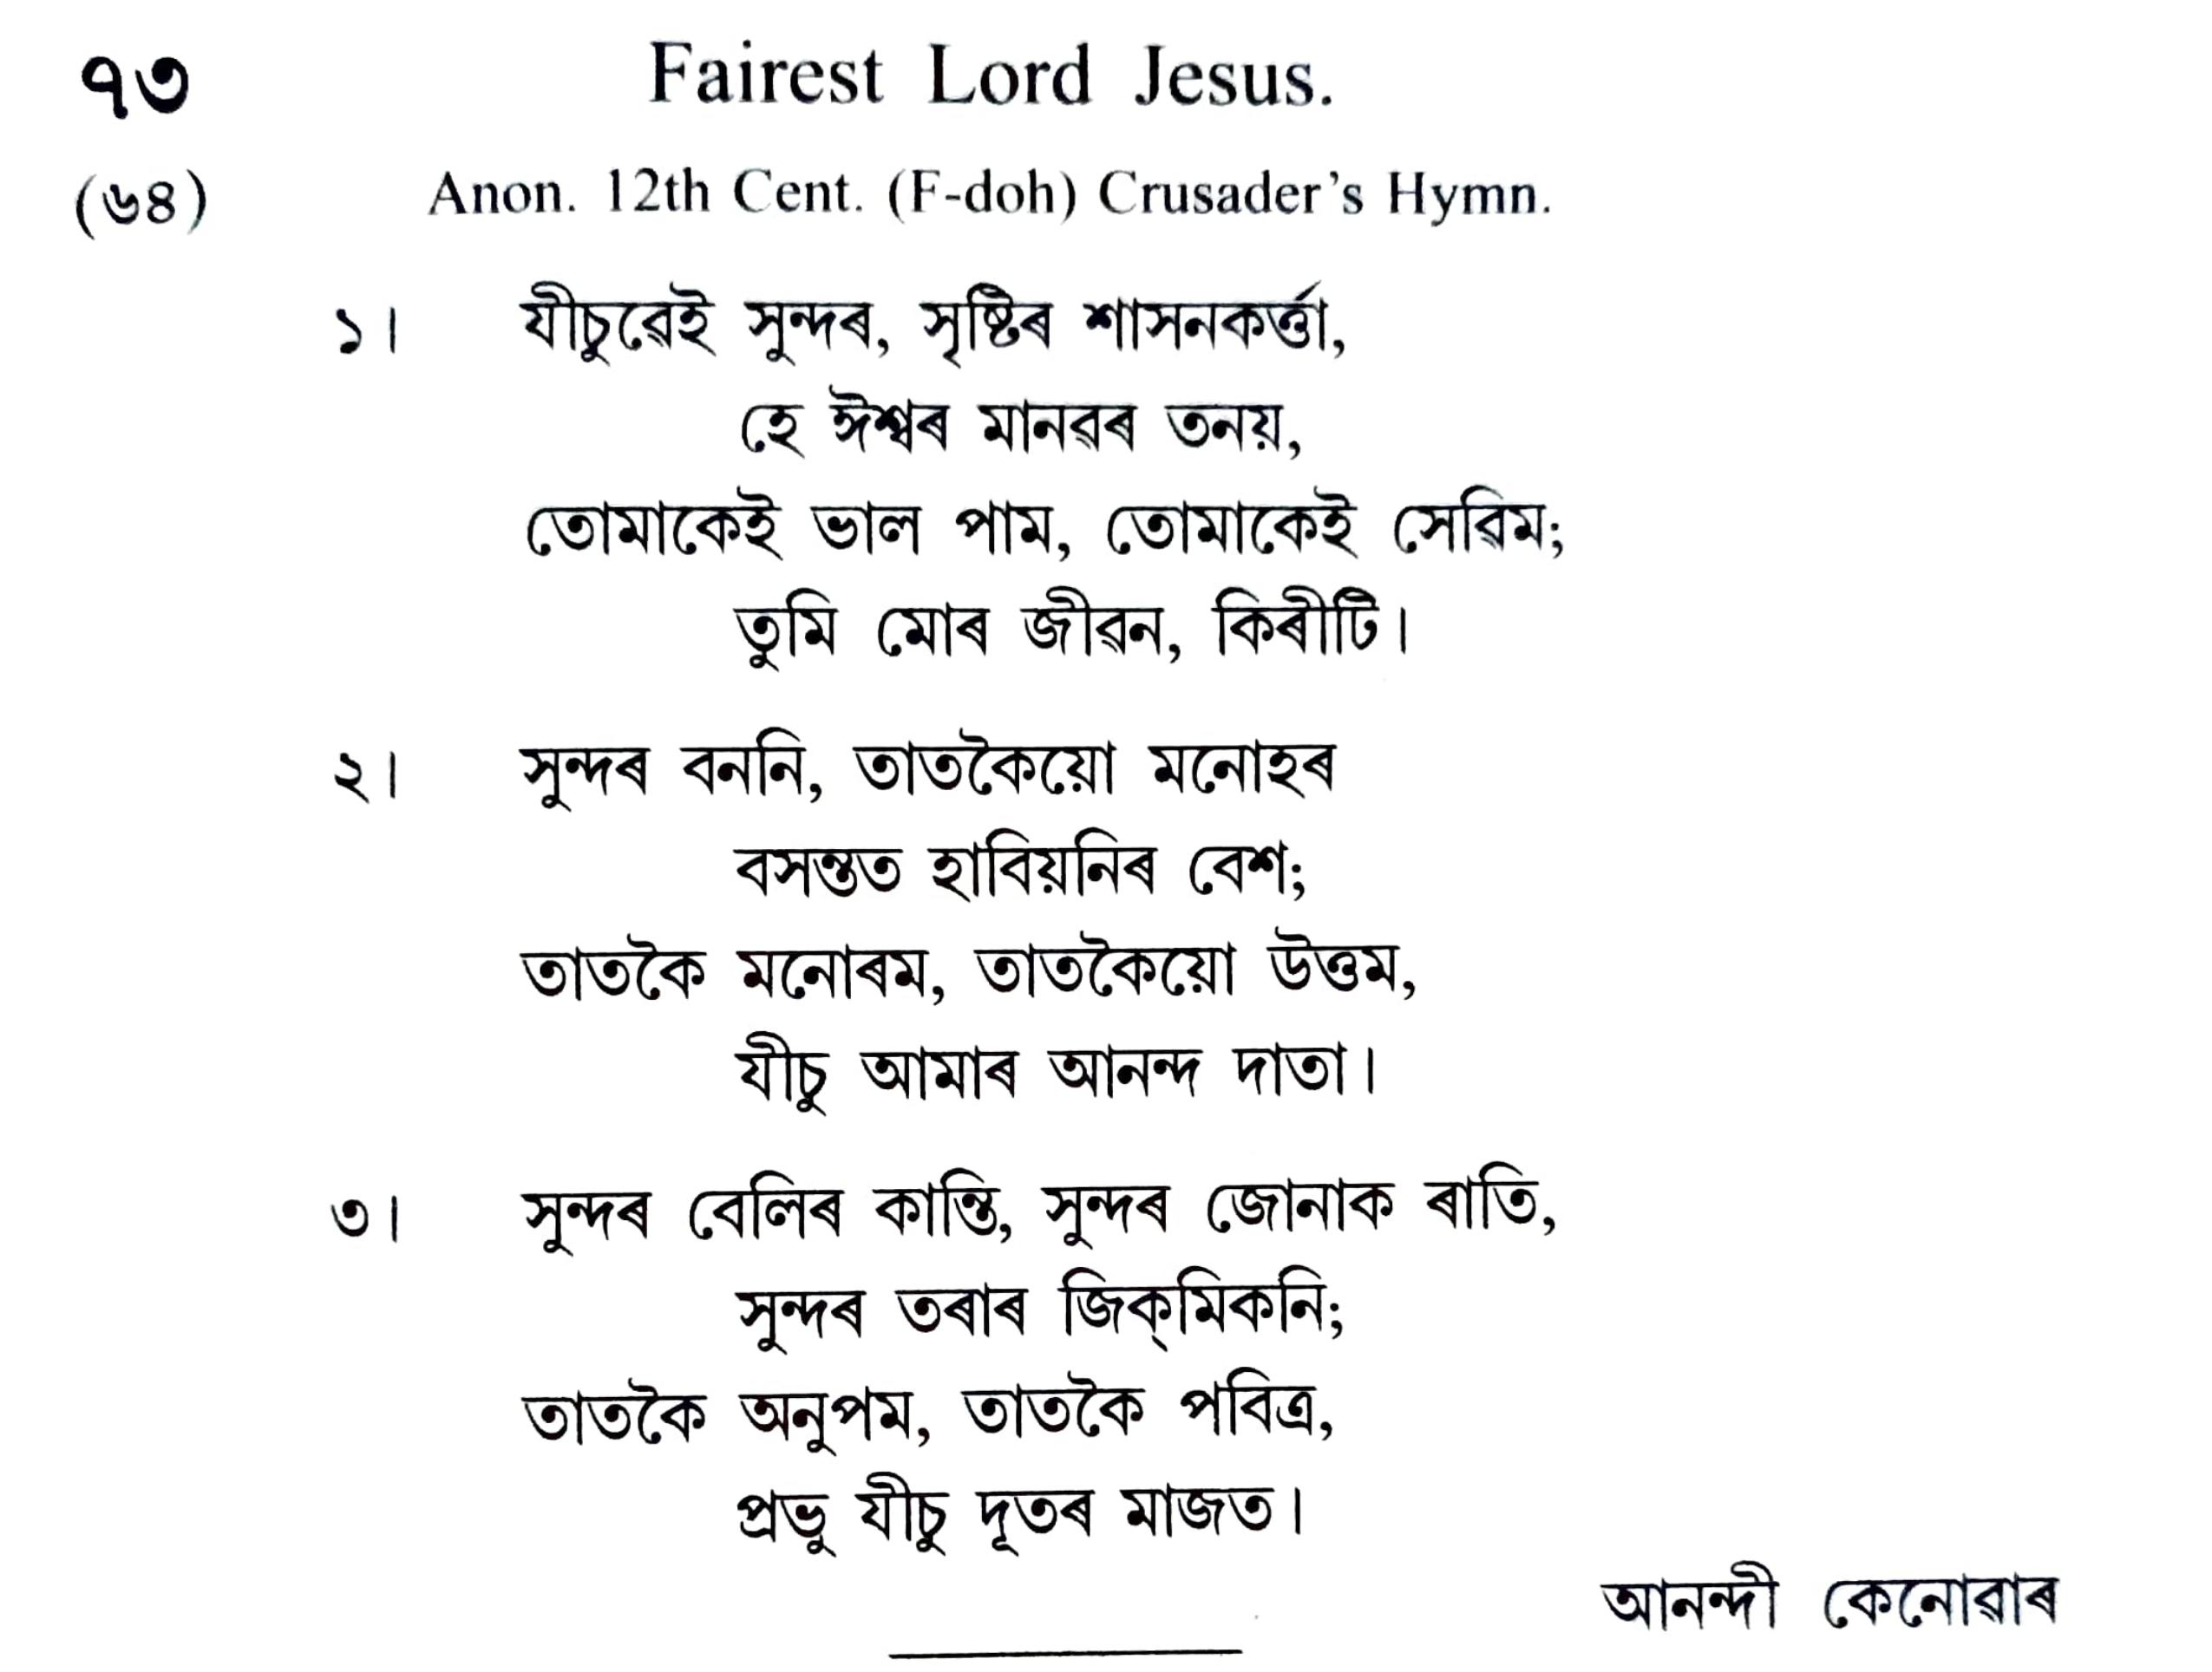 ৭৩ Fairest Lord Jesus.
(৬৪) Anon. 12th Cent. (F-doh) Crusader's Hymn.
১। যীচুৱেই সুন্দৰ, সৃষ্টিৰ শাসনকৰ্ত্তা,
হে ঈশ্বৰ মানৱৰ তনয়,
তোমাকেই ভাল পাম, তোমাকেই সেৱিম;
তুমি মোৰ জীৱন, কিৰীটি।
২। সুন্দৰ বননি, তাতকৈয়ো মনোহৰ
বসন্তত হাবিয়নিৰ বেশ;
তাতকৈ মনোৰম, তাতকৈয়ো উত্তম,
যীচু আমাৰ আনন্দ দাতা।
৩। সুন্দৰ বেলিৰ কান্তি, সুন্দৰ জোনাক ৰাতি,
সুন্দৰ তৰাৰ জিক্‌মিকনি;
তাতকৈ অনুপম, তাতকৈ পবিত্ৰ,
প্ৰভু যীচু দূতৰ মাজত।
আনন্দী কেনোৱাৰ